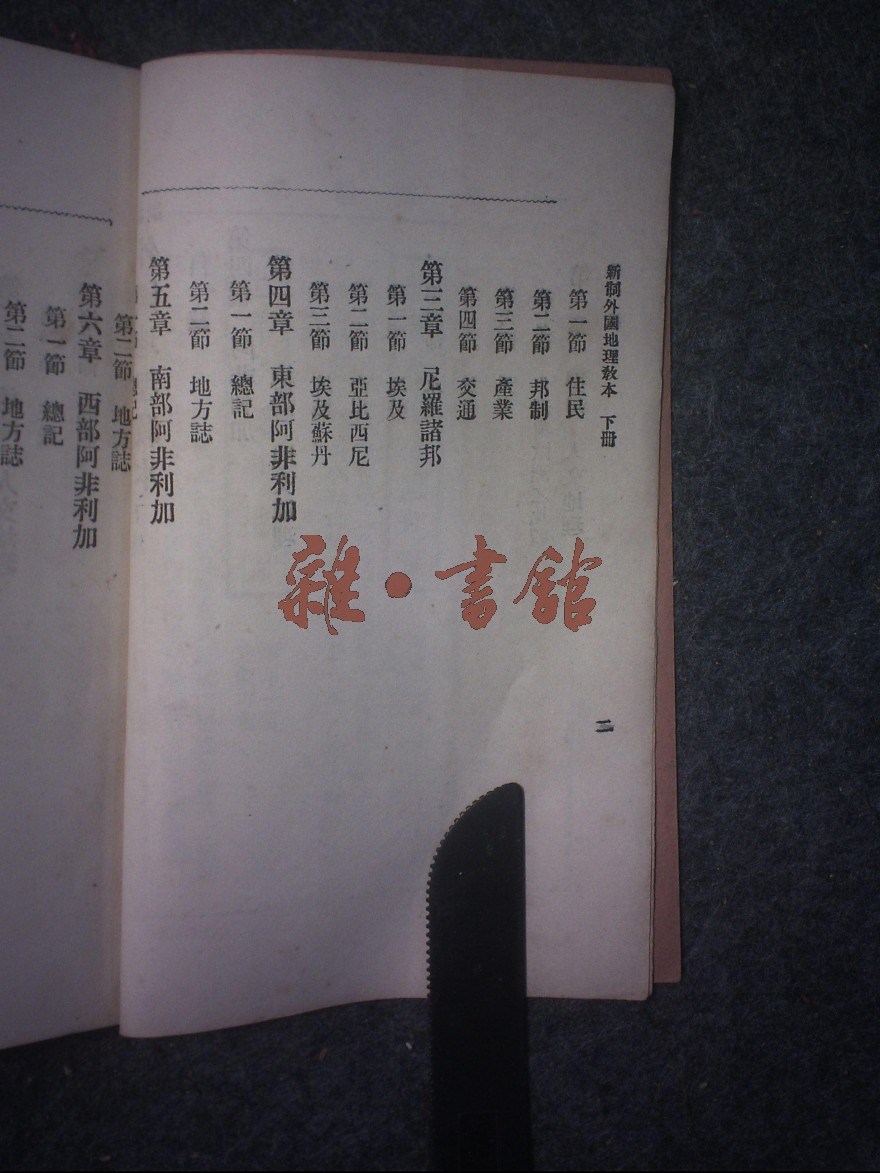 新制外國地理敎本 下冊
第一節 住民
第二節 邦制
第三節 產業
第四節 交通
第三章 尼羅諸邦
第一節 埃及
第二節 亞比西尼
第三節 埃及蘇丹
第四章 東部阿非利加
第一節 總記
第二節 地方誌
第五章 南部阿非利加
總記
第二節 地方誌
第六章 西部阿非利加
第一節 總記
第二節 地方誌
二
雜•書館